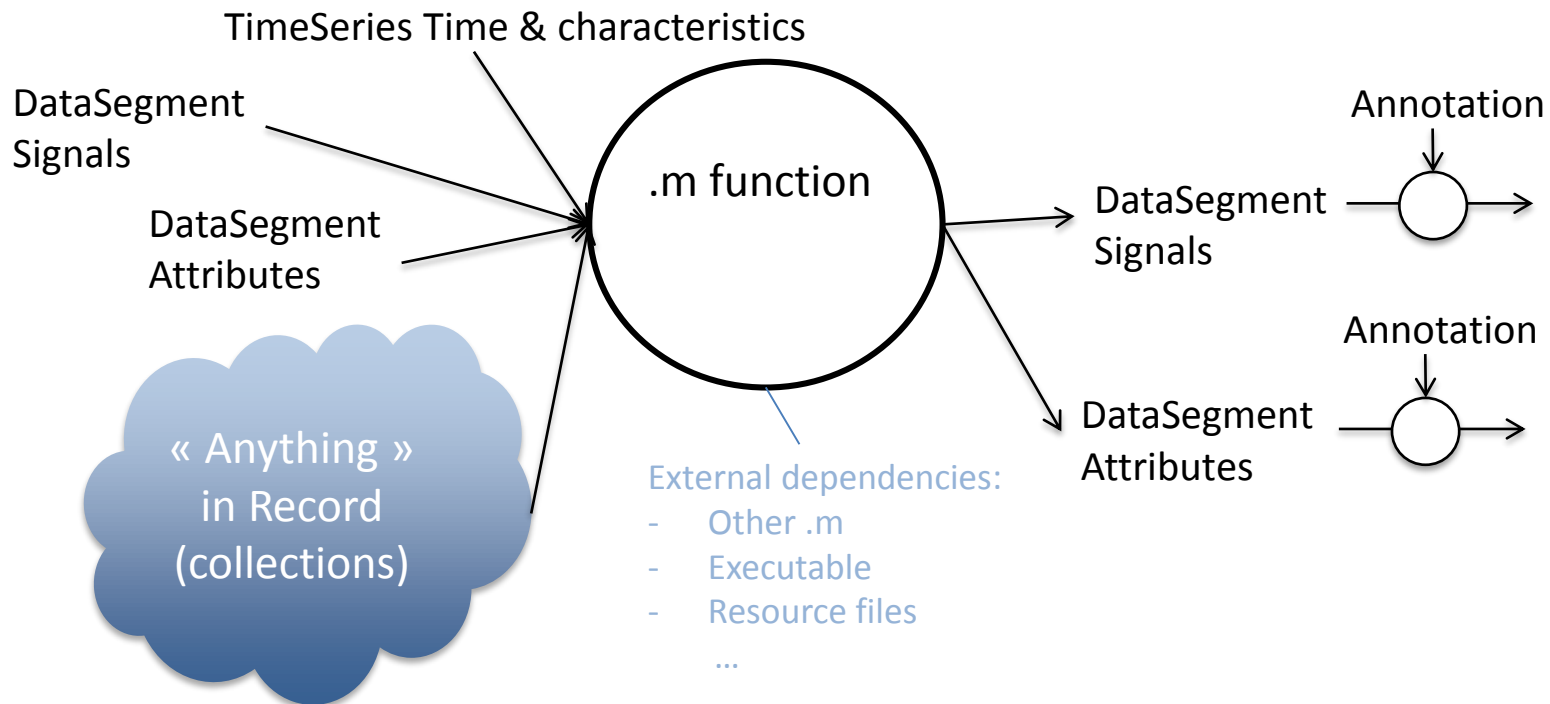 TimeSeries Time & characteristics
DataSegment
Signals
DataSegment
Attributes
« Anything »
in Record
(collections)
.m function
External dependencies:
- Other .m
- Executable
- Resource files
...
DataSegment
Signals
Annotation
DataSegment
Attributes
Annotation